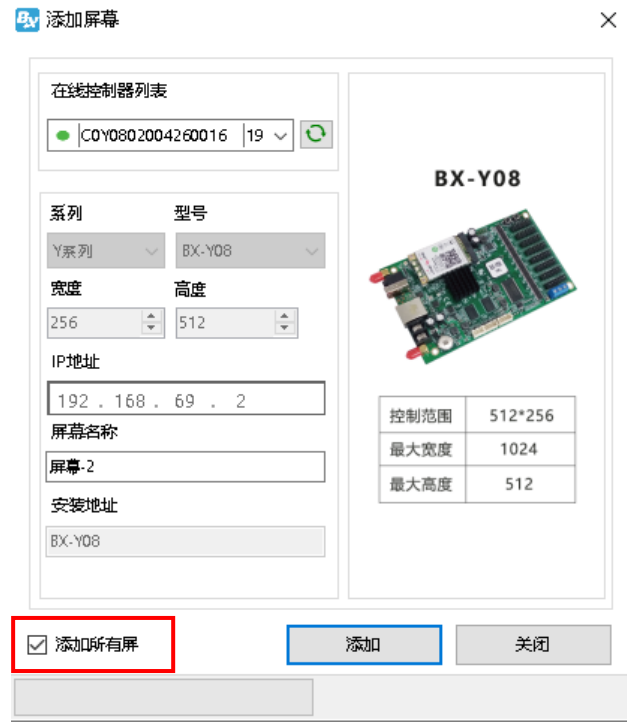 BX 添加屏幕
在线控制器列表
C0Y0802004260016 19
系列 型号
Y系列 BX-Y08
宽度 高度
256 512
IP地址
192 . 168 . 69 . 2
屏幕名称
屏幕-2
安装地址
BX-Y08
BX-Y08
控制范围 512*256
最大宽度 1024
最大高度 512
添加所有屏 添加 关闭